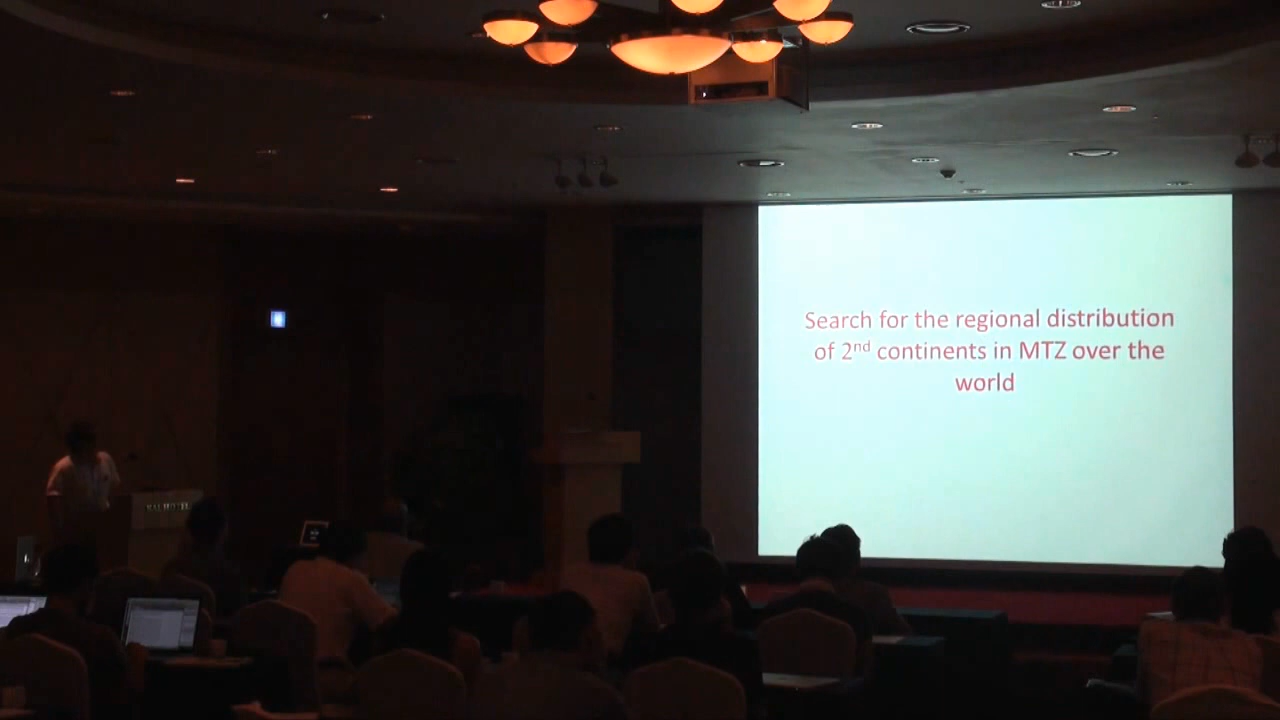 Search for the regional distribution
of 2nd continents in MTZ over the
world